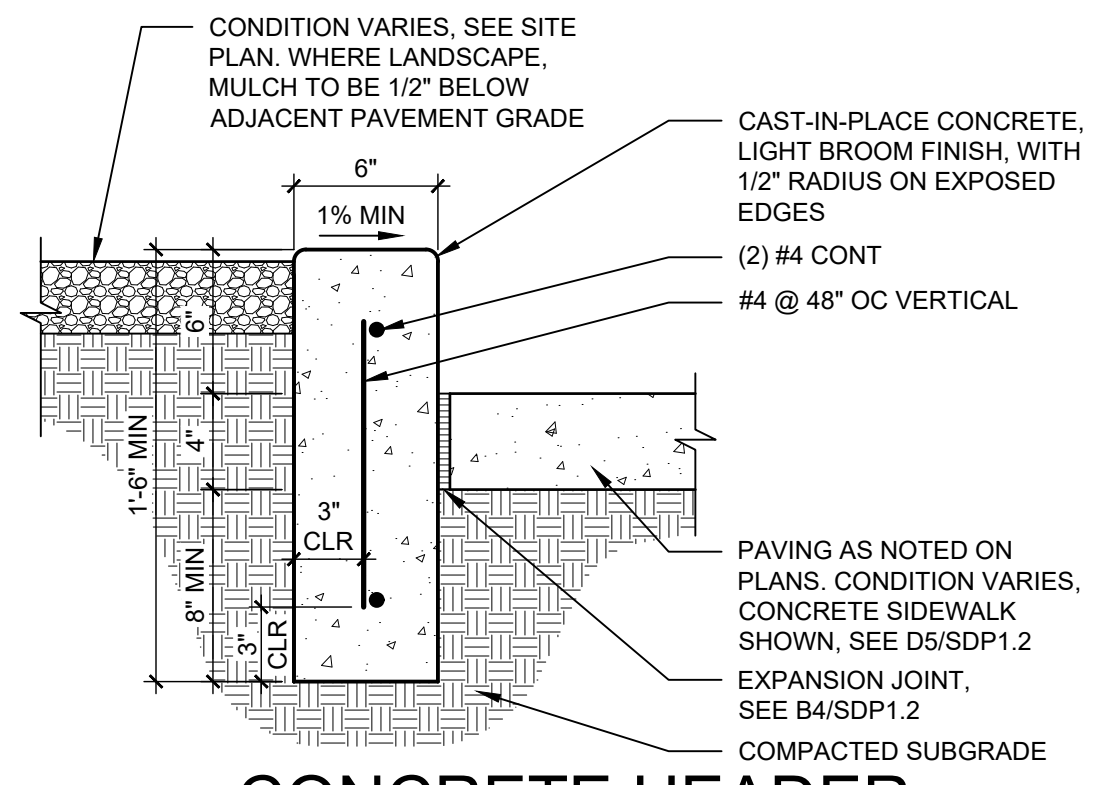 CONDITION VARIES, SEE SITE
PLAN. WHERE LANDSCAPE,
MULCH TO BE 1/2" BELOW
ADJACENT PAVEMENT GRADE
6"
1% MIN
CAST-IN-PLACE CONCRETE,
LIGHT BROOM FINISH, WITH
1/2" RADIUS ON EXPOSED
EDGES
(2) #4 CONT
#4 @ 48" OC VERTICAL
6"
4"
1'-6" MIN
8" MIN
3"
CLR
3"
CLR
PAVING AS NOTED ON
PLANS. CONDITION VARIES,
CONCRETE SIDEWALK
SHOWN, SEE D5/SDP1.2
EXPANSION JOINT,
SEE B4/SDP1.2
COMPACTED SUBGRADE
CONCRETE HEADER